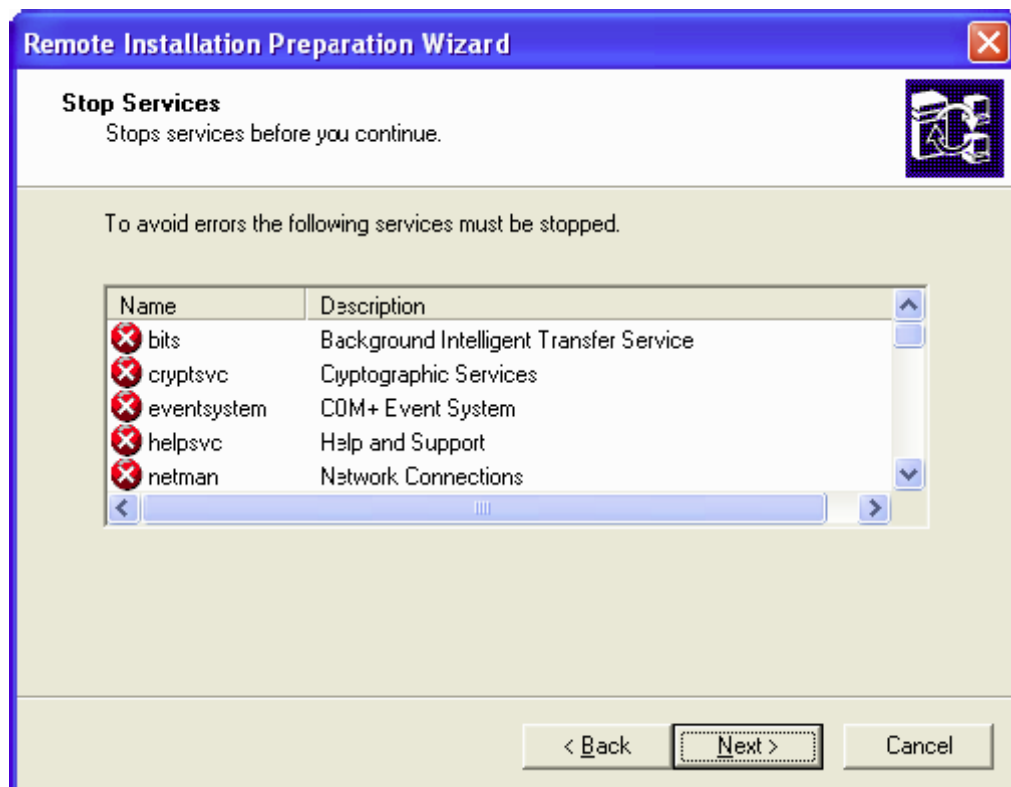 Remote Installation Preparation Wizard
Stop Services
Stops services before you continue.
To avoid errors the following services must be stopped.
Name Description
bits Background Intelligent Transfer Service
cryptsvc Cryptographic Services
eventsystem COM+ Event System
helpsvc Help and Support
netman Network Connections
< Back Next > Cancel